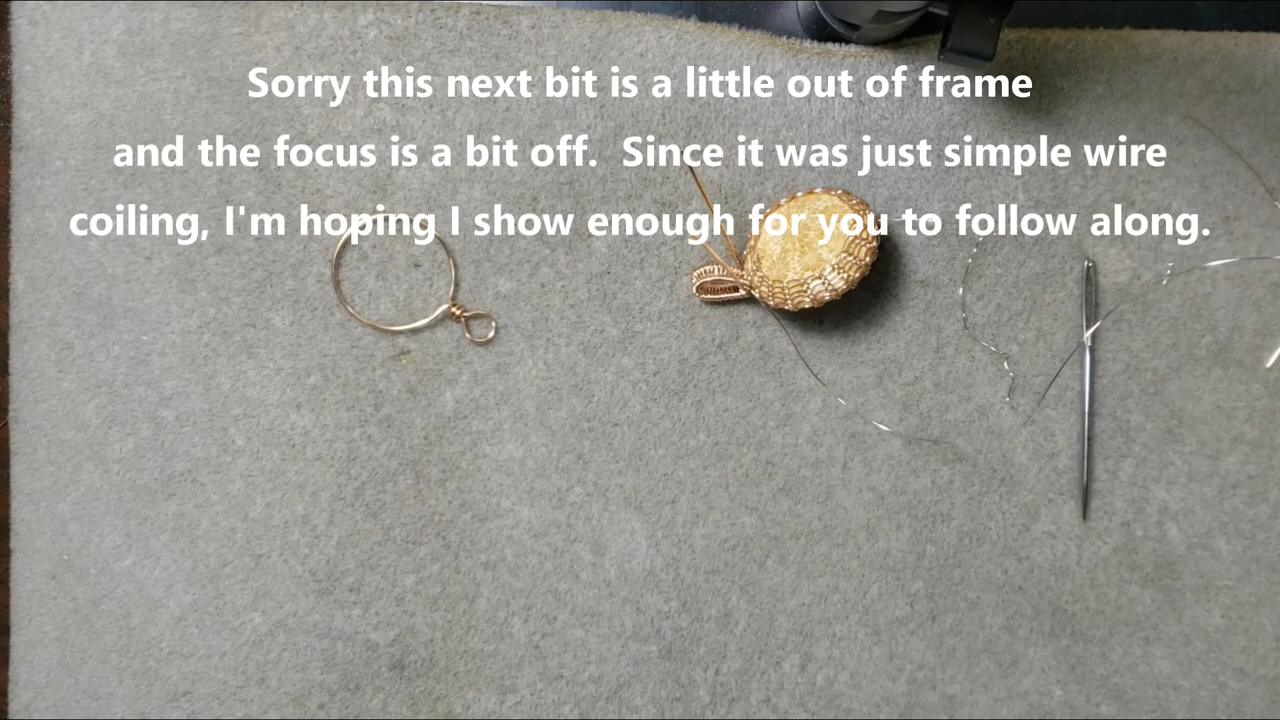 Sorry this next bit is a little out of frame
and the focus is a bit off.  Since it was just simple wire
coiling, I'm hoping I show enough for you to follow along.